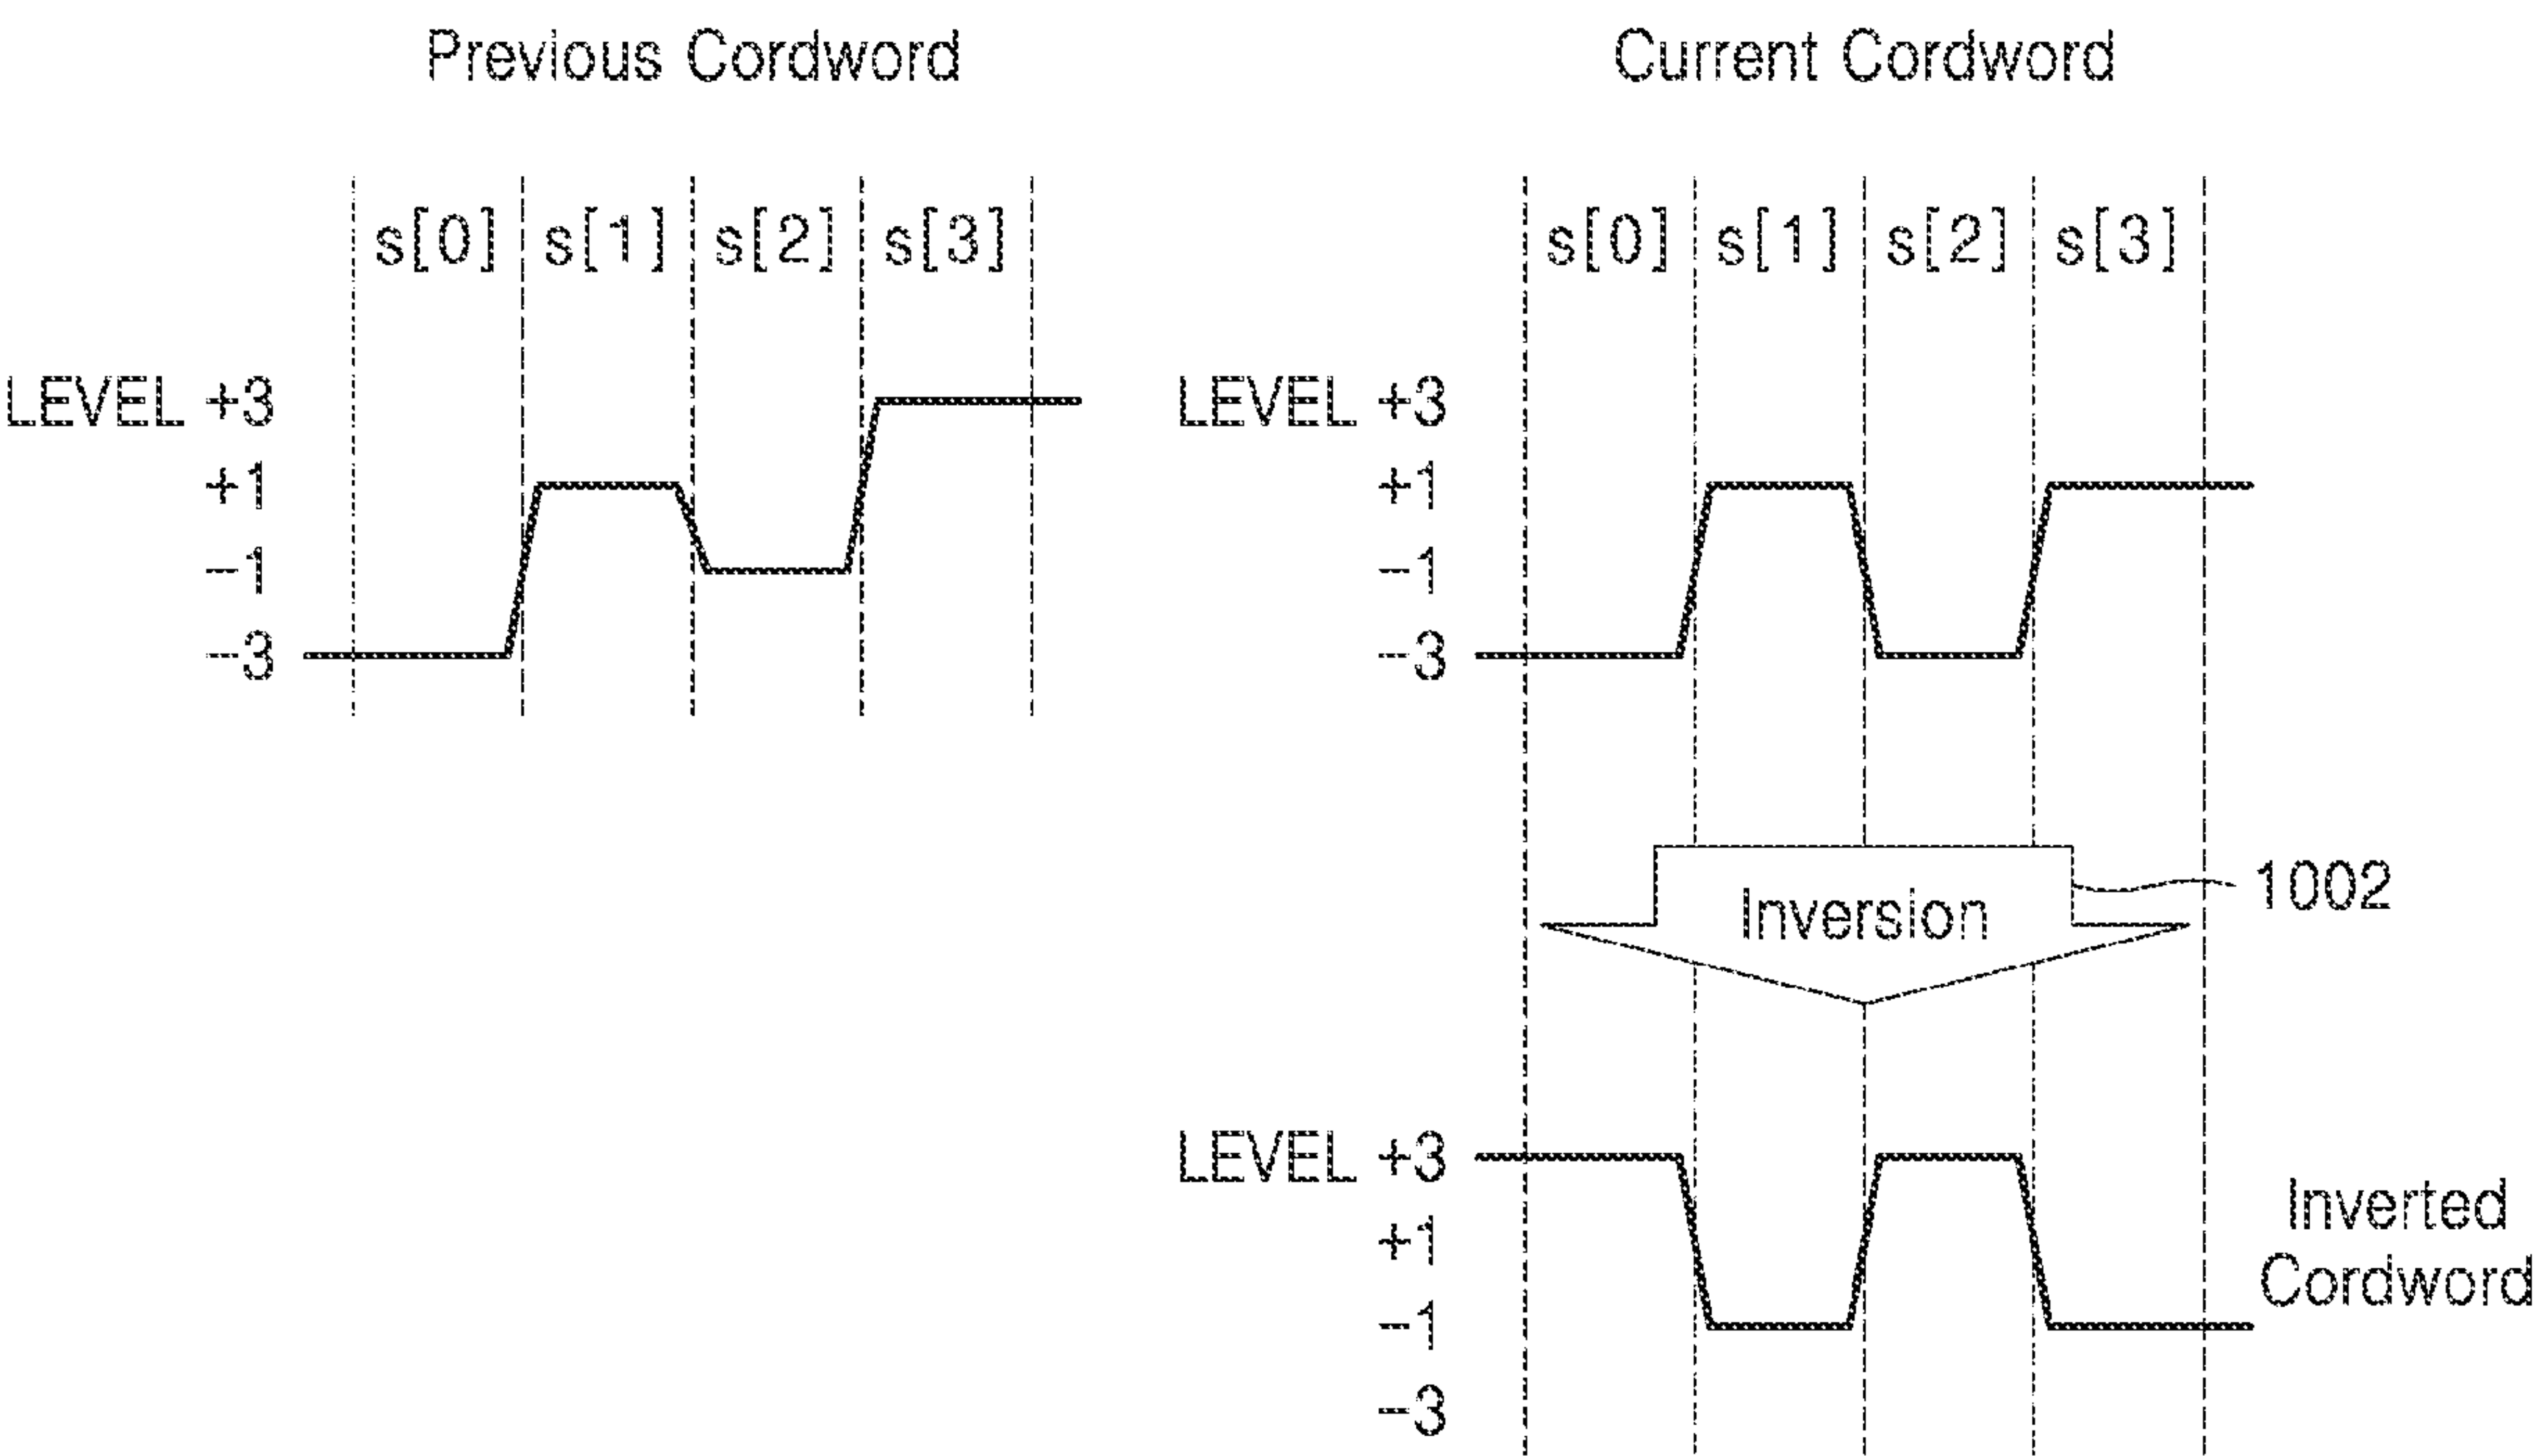 Previous Cordword
s[0] s[1] s[2] s[3]
LEVEL +3
+1
-1
-3
Current Cordword
s[0] s[1] s[2] s[3]
LEVEL +3
+1
-1
-3
Inversion
1002
LEVEL +3
+1
-1
-3
Inverted
Cordword